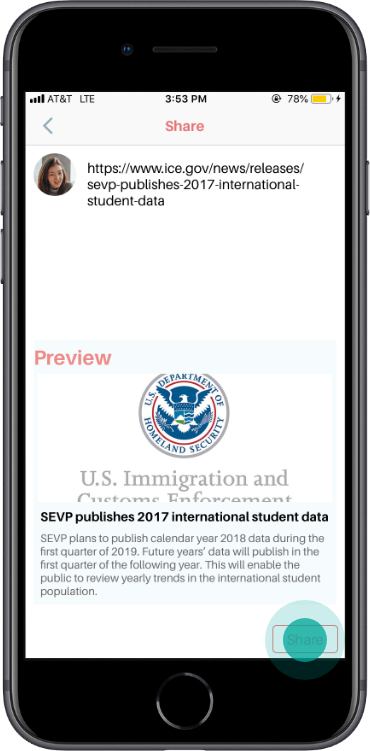 AT&T LTE 3:53 PM 78%
Share
https://www.ice.gov/news/releases/
sevp-publishes-2017-international-
student-data
Preview
U.S. DEPARTMENT OF
HOMELAND SECURITY
U.S. Immigration and
Customs Enforcement
SEVP publishes 2017 international student data
SEVP plans to publish calendar year 2018 data during the
first quarter of 2019. Future years’ data will publish in the
first quarter of the following year. This will enable the
public to review yearly trends in the international student
population.
Share